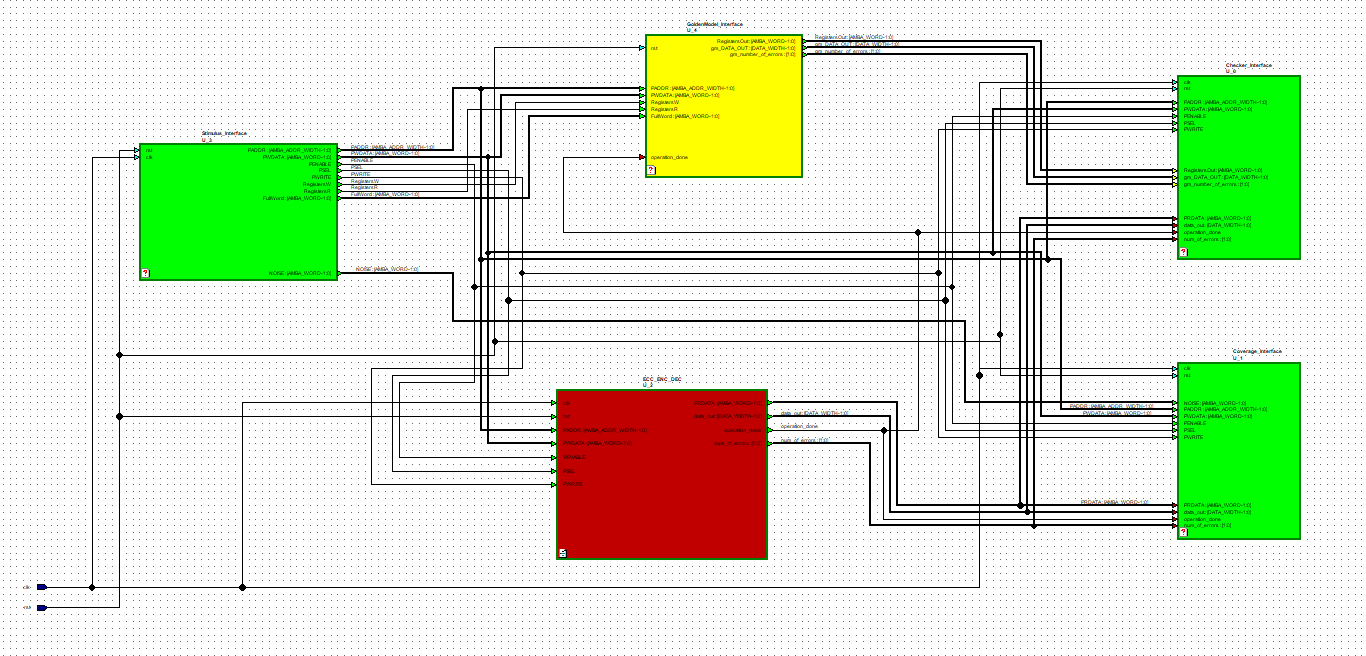 GoldenModel_Interface
U_4
rst
RegistersOut : [AMBA_WORD-1:0]
gm_DATA_OUT : [DATA_WIDTH-1:0]
gm_number_of_errors : [1:0]
RegistersOut : [AMBA_WORD-1:0]
gm_DATA_OUT : [DATA_WIDTH-1:0]
gm_number_of_errors : [1:0]
PADDR : [AMBA_ADDR_WIDTH-1:0]
PWDATA : [AMBA_WORD-1:0]
RegistersW
RegistersR
FullWord : [AMBA_WORD-1:0]
operation_done
Checker_Interface
U_0
clk
rst
PADDR : [AMBA_ADDR_WIDTH-1:0]
PWDATA : [AMBA_WORD-1:0]
PENABLE
PSEL
PWRITE
RegistersOut : [AMBA_WORD-1:0]
gm_DATA_OUT : [DATA_WIDTH-1:0]
gm_number_of_errors : [1:0]
PRDATA : [AMBA_WORD-1:0]
data_out : [DATA_WIDTH-1:0]
operation_done
num_of_errors : [1:0]
Stimulus_Interface
U_3
rst
clk
PADDR : [AMBA_ADDR_WIDTH-1:0]
PWDATA : [AMBA_WORD-1:0]
PENABLE
PSEL
PWRITE
RegistersW
RegistersR
FullWord : [AMBA_WORD-1:0]
NOISE : [AMBA_WORD-1:0]
PADDR : [AMBA_ADDR_WIDTH-1:0]
PWDATA : [AMBA_WORD-1:0]
PENABLE
PSEL
PWRITE
RegistersW
RegistersR
FullWord : [AMBA_WORD-1:0]
NOISE : [AMBA_WORD-1:0]
Coverage_Interface
U_1
clk
rst
NOISE : [AMBA_WORD-1:0]
PADDR : [AMBA_ADDR_WIDTH-1:0]
PWDATA : [AMBA_WORD-1:0]
PENABLE
PSEL
PWRITE
PADDR : [AMBA_ADDR_WIDTH-1:0]
PWDATA : [AMBA_WORD-1:0]
PRDATA : [AMBA_WORD-1:0]
PRDATA : [AMBA_WORD-1:0]
data_out : [DATA_WIDTH-1:0]
operation_done
num_of_errors : [1:0]
ECC_ENC_DEC
U_2
clk
rst
PADDR : [AMBA_ADDR_WIDTH-1:0]
PWDATA : [AMBA_WORD-1:0]
PENABLE
PSEL
PWRITE
PRDATA : [AMBA_WORD-1:0]
data_out : [DATA_WIDTH-1:0]
operation_done
num_of_errors : [1:0]
data_out : [DATA_WIDTH-1:0]
operation_done
num_of_errors : [1:0]
clk
rst